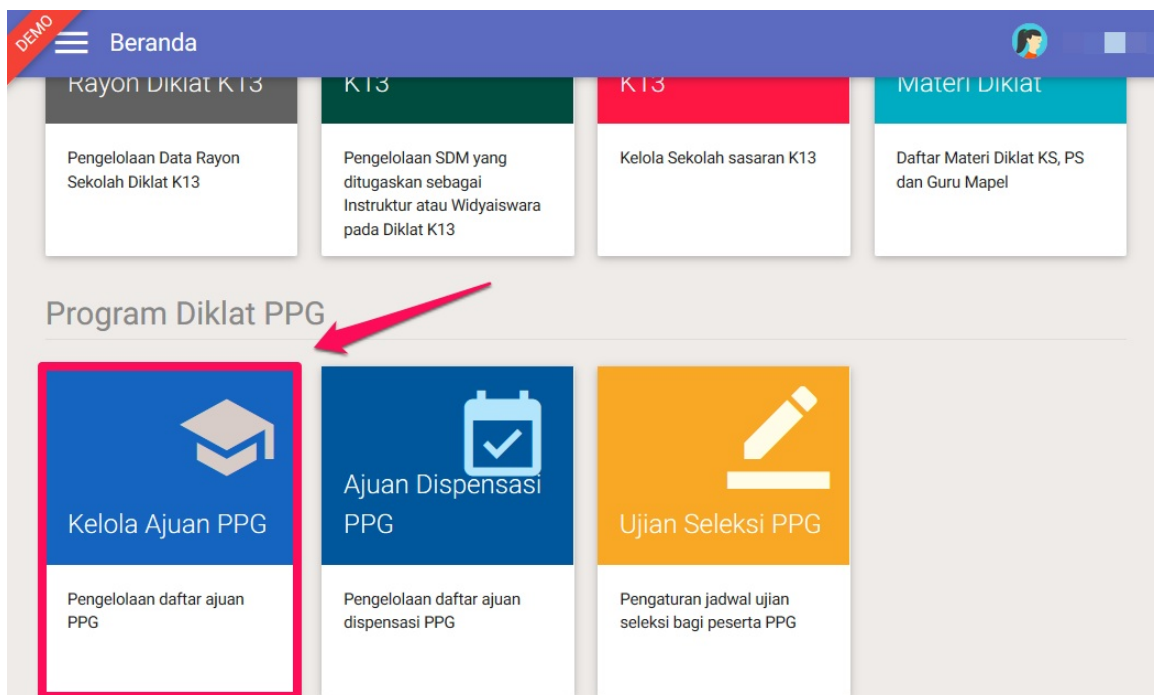 DEMO
Beranda
Rayon Diklat K13
K13
K13
Materi Diklat
Pengelolaan Data Rayon
Sekolah Diklat K13
Pengelolaan SDM yang
ditugaskan sebagai
Instruktur atau Widyaiswara
pada Diklat K13
Kelola Sekolah sasaran K13
Daftar Materi Diklat KS, PS
dan Guru Mapel
Program Diklat PPG
Kelola Ajuan PPG
Pengelolaan daftar ajuan
PPG
Ajuan Dispensasi
PPG
Pengelolaan daftar ajuan
dispensasi PPG
Ujian Seleksi PPG
Pengaturan jadwal ujian
seleksi bagi peserta PPG